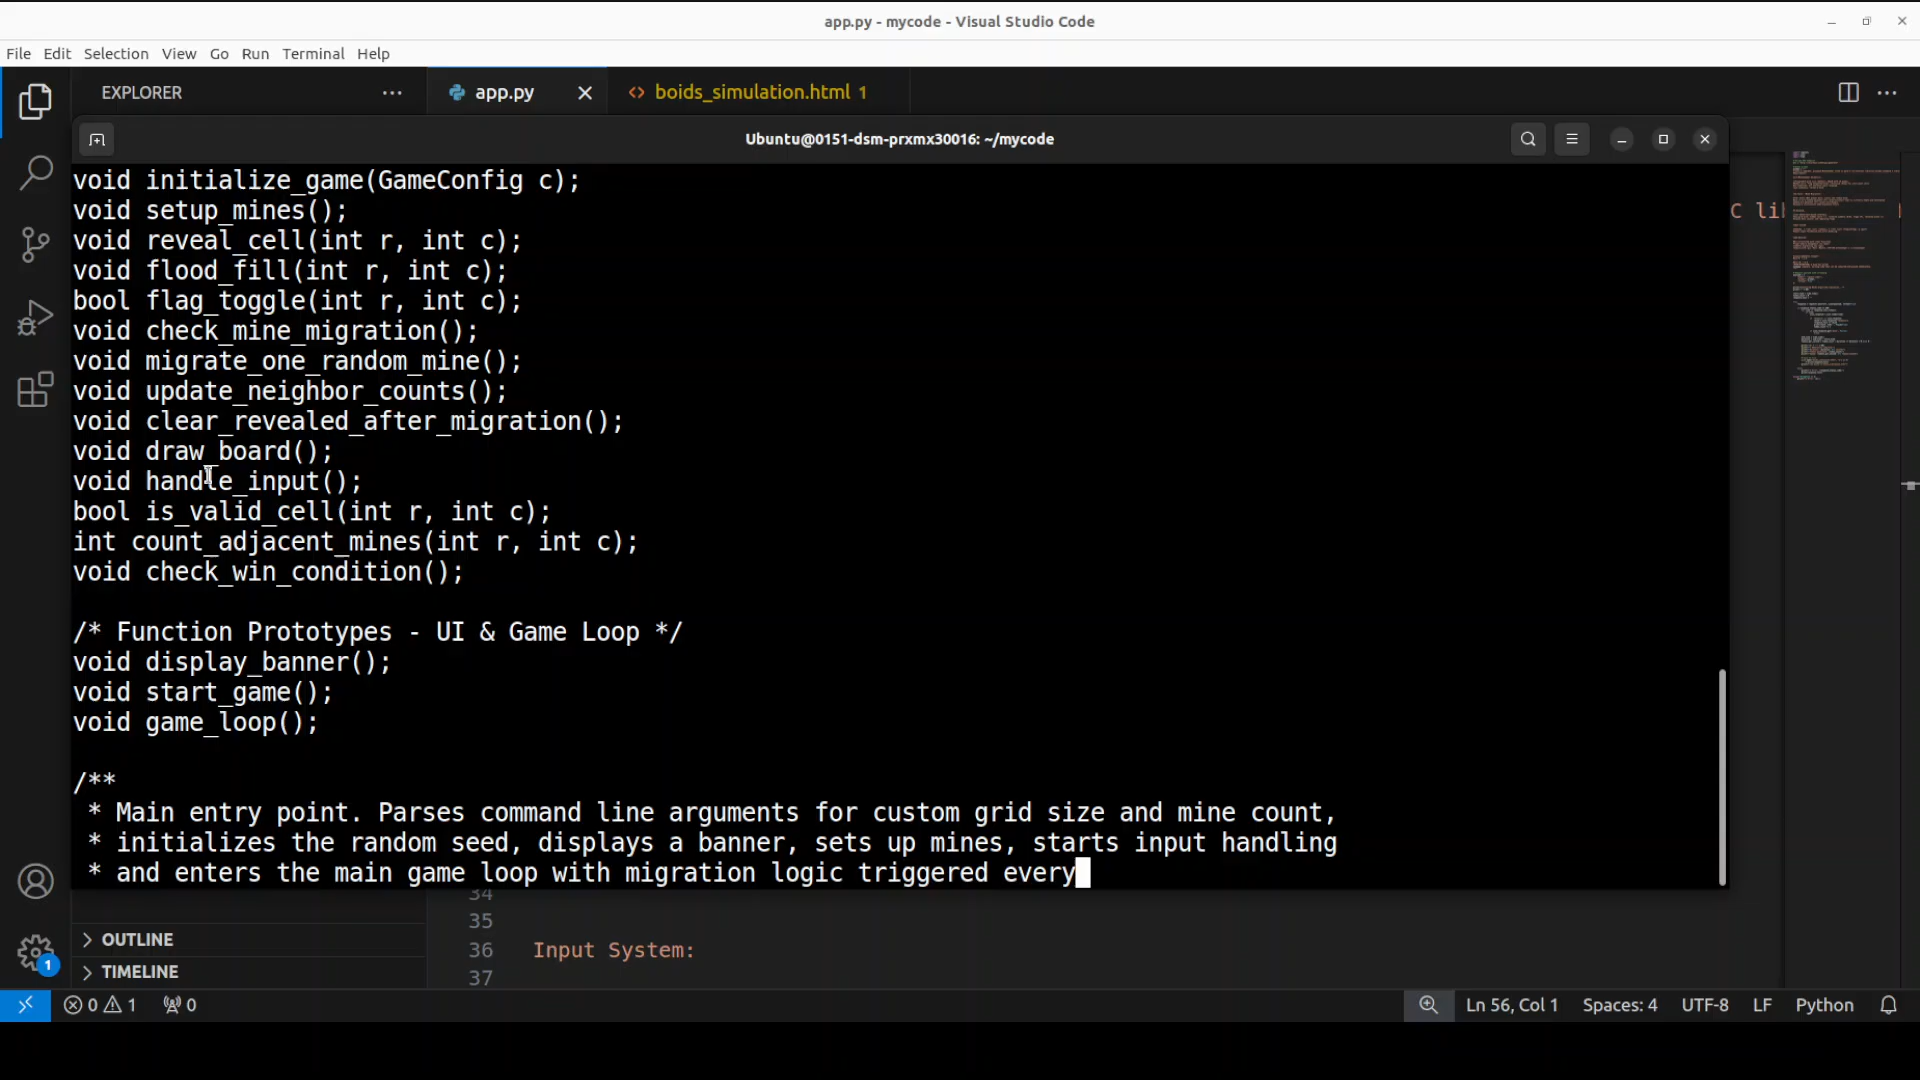 app.py - mycode - Visual Studio Code
File Edit Selection View Go Run Terminal Help
EXPLORER
app.py
boids_simulation.html 1
Ubuntu@0151-dsm-prxmx30016: ~/mycode
void initialize_game(GameConfig c);
void setup_mines();
void reveal_cell(int r, int c);
void flood_fill(int r, int c);
bool flag_toggle(int r, int c);
void check_mine_migration();
void migrate_one_random_mine();
void update_neighbor_counts();
void clear_revealed_after_migration();
void draw_board();
void handle_input();
bool is_valid_cell(int r, int c);
int count_adjacent_mines(int r, int c);
void check_win_condition();
/* Function Prototypes - UI & Game Loop */
void display_banner();
void start_game();
void game_loop();
/**
* Main entry point. Parses command line arguments for custom grid size and mine count,
* initializes the random seed, displays a banner, sets up mines, starts input handling
* and enters the main game loop with migration logic triggered every
34
35
36 Input System:
37
OUTLINE
TIMELINE
1
0 1 0
Ln 56, Col 1 Spaces: 4 UTF-8 LF Python